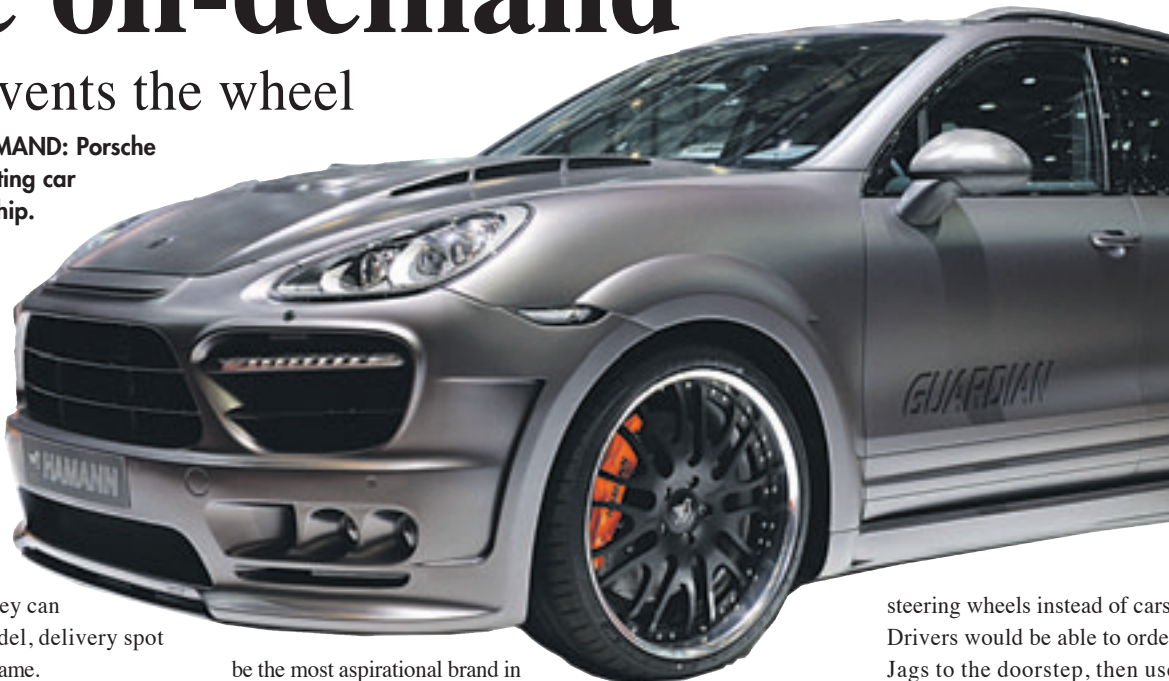 on-demand
vents the wheel
MAND: Porsche
ting car
hip.
GUARDIAN
HAMANN
ey can
del, delivery spot
ame.
be the most aspirational brand in
steering wheels instead of cars
Drivers would be able to orde
Jags to the doorstep, then use